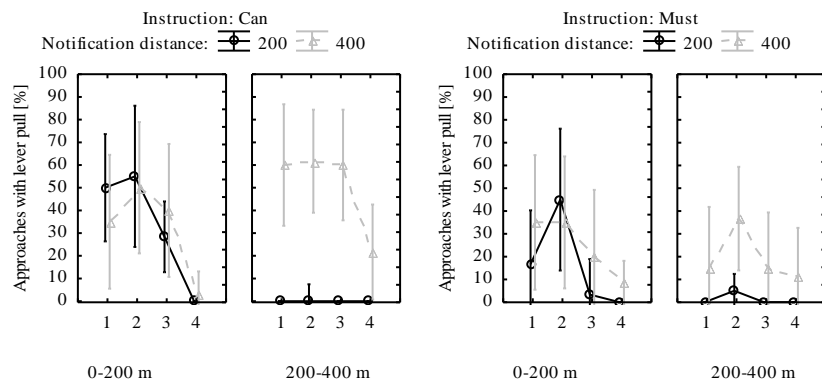 Instruction: Can
Notification distance: 200 400
Instruction: Must
Notification distance: 200 400
Approaches with lever pull [%]
100
90
80
70
60
50
40
30
20
10
0
1 2 3 4
1 2 3 4
0-200 m
200-400 m
Approaches with lever pull [%]
100
90
80
70
60
50
40
30
20
10
0
1 2 3 4
1 2 3 4
0-200 m
200-400 m